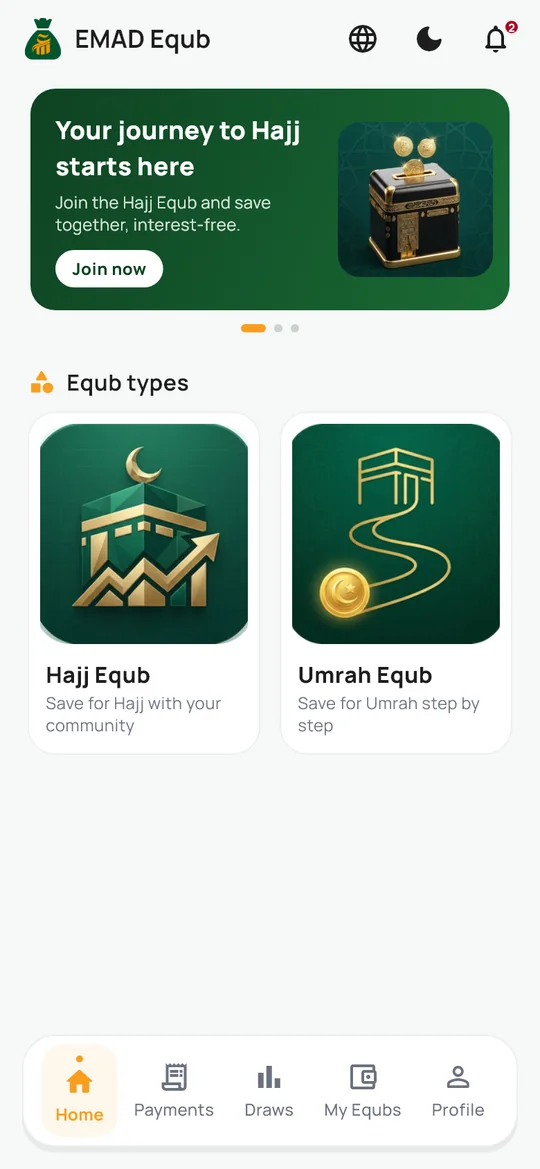 EMAD Equb
2
Your journey to Hajj
starts here
Join the Hajj Equb and save
together, interest-free.
Join now
Equb types
Hajj Equb
Save for Hajj with your
community
Umrah Equb
Save for Umrah step by
step
Home
Payments
Draws
My Equbs
Profile